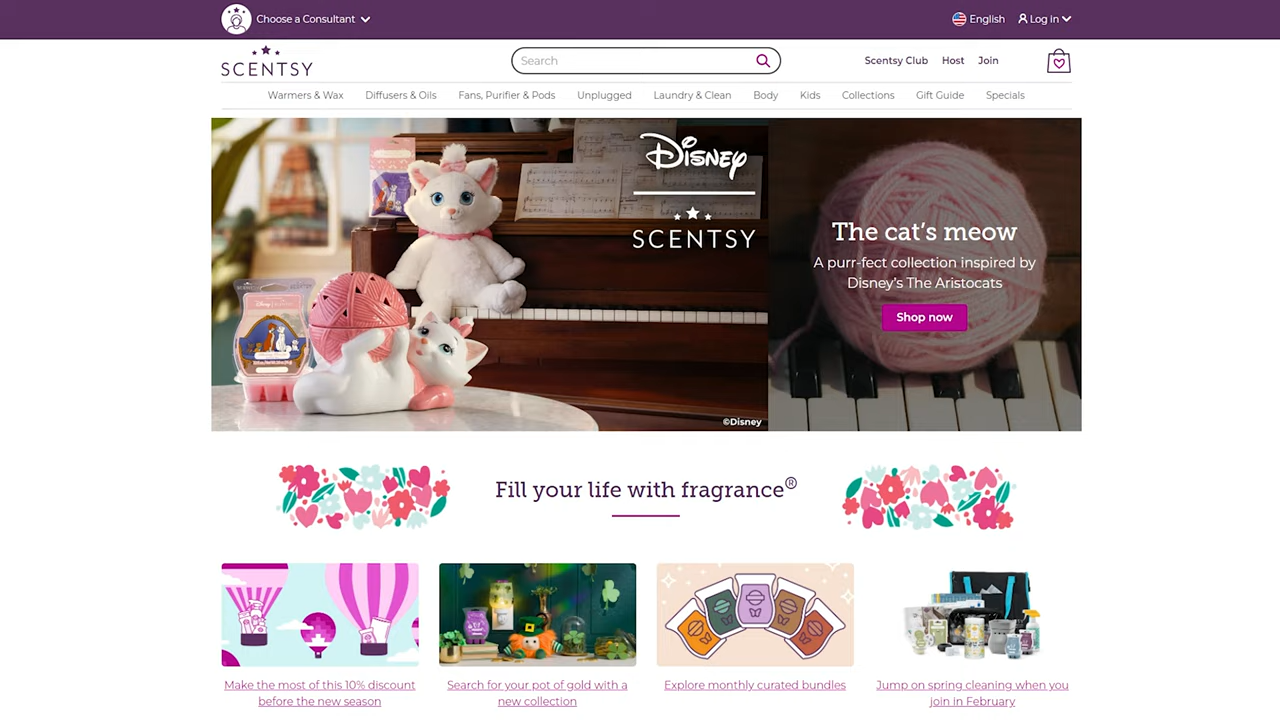 Choose a Consultant
English
Log in
SCENTSY
Search
Scentsy Club
Host
Join
Warmers & Wax
Diffusers & Oils
Fans, Purifier & Pods
Unplugged
Laundry & Clean
Body
Kids
Collections
Gift Guide
Specials
Disney
SCENTSY
©Disney
The cat's meow
A purr-fect collection inspired by
Disney's The Aristocats
Shop now
Fill your life with fragrance®
Make the most of this 10% discount
before the new season
Search for your pot of gold with a
new collection
Explore monthly curated bundles
Jump on spring cleaning when you
join in February